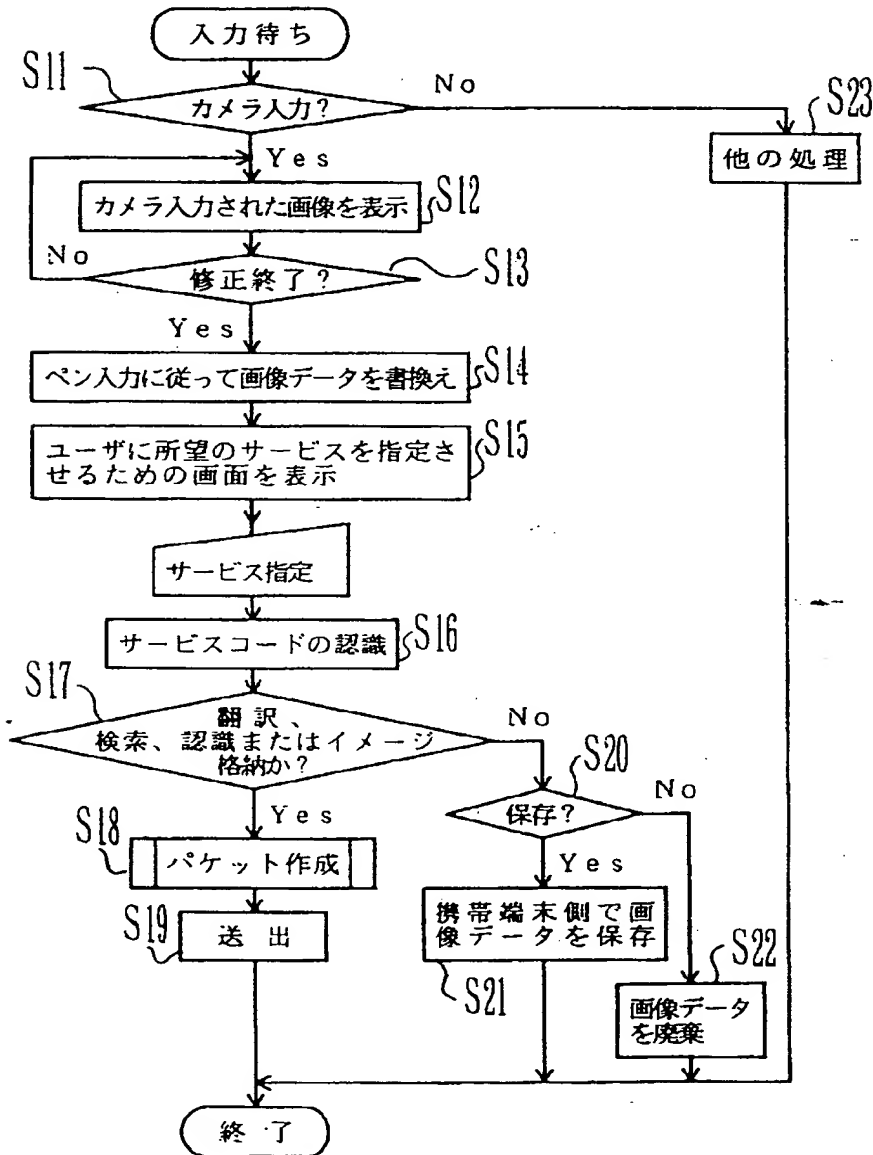 入力待ち
S11
カメラ入力?
No
S23
他の処理
Yes
カメラ入力された画像を表示
S12
No
修正終了?
S13
Yes
ペン入力に従って画像データを書換え
S14
ユーザに所望のサービスを指定さ
せるための画面を表示
S15
サービス指定
サービスコードの認識
S16
S17
翻訳、
検索、認識またはイメージ
格納か?
No
Yes
S20
保存?
No
S18
パケット作成
Yes
S19
送出
携帯端末側で画
像データを保存
S21
S22
画像データ
を廃棄
終了